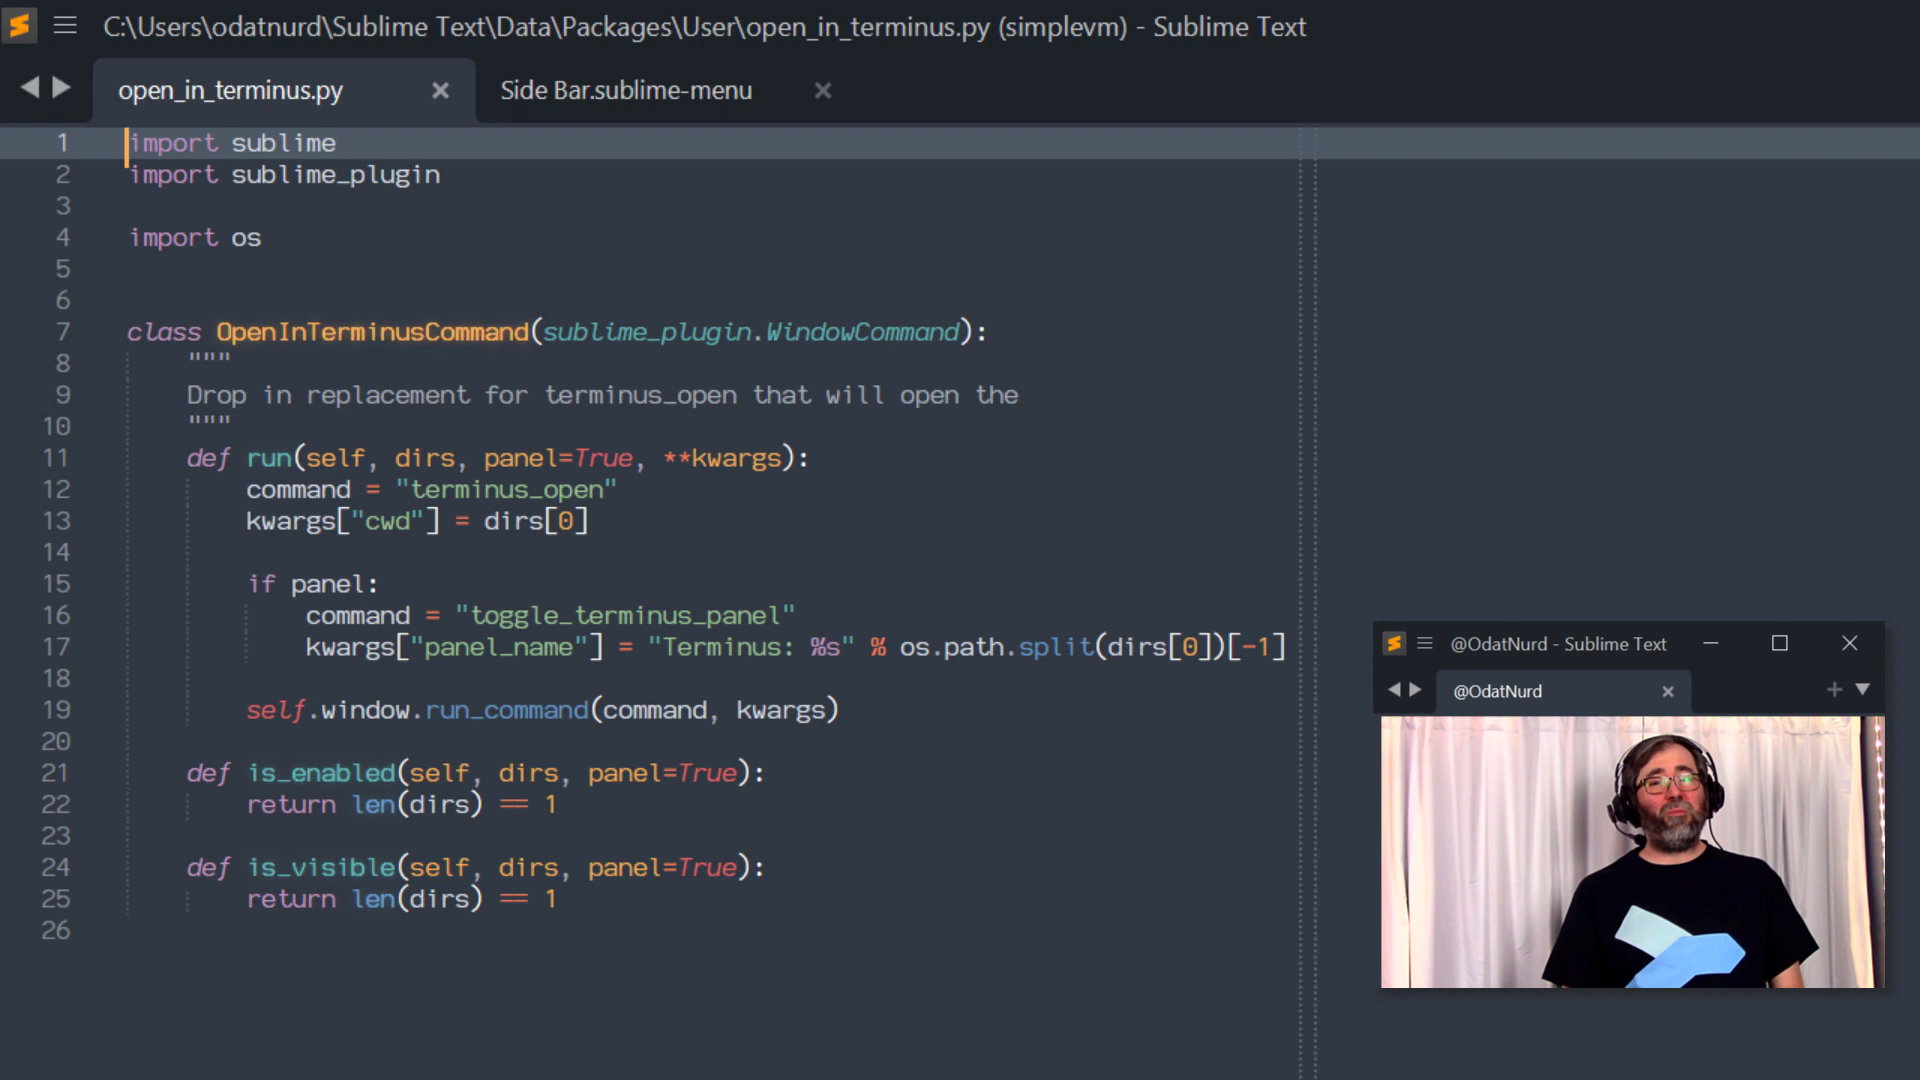 C:\Users\odatnurd\Sublime Text\Data\Packages\User\open_in_terminus.py (simplevm) - Sublime Text
open_in_terminus.py
Side Bar.sublime-menu
1 import sublime
2 import sublime_plugin
3
4 import os
5
6
7 class OpenInTerminusCommand(sublime_plugin.WindowCommand):
8 """
9 Drop in replacement for terminus_open that will open the
10 """
11 def run(self, dirs, panel=True, **kwargs):
12 command = "terminus_open"
13 kwargs["cwd"] = dirs[0]
14
15 if panel:
16 command = "toggle_terminus_panel"
17 kwargs["panel_name"] = "Terminus: %s" % os.path.split(dirs[0])[-1]
18
19 self.window.run_command(command, kwargs)
20
21 def is_enabled(self, dirs, panel=True):
22 return len(dirs) == 1
23
24 def is_visible(self, dirs, panel=True):
25 return len(dirs) == 1
26
@OdatNurd - Sublime Text
@OdatNurd